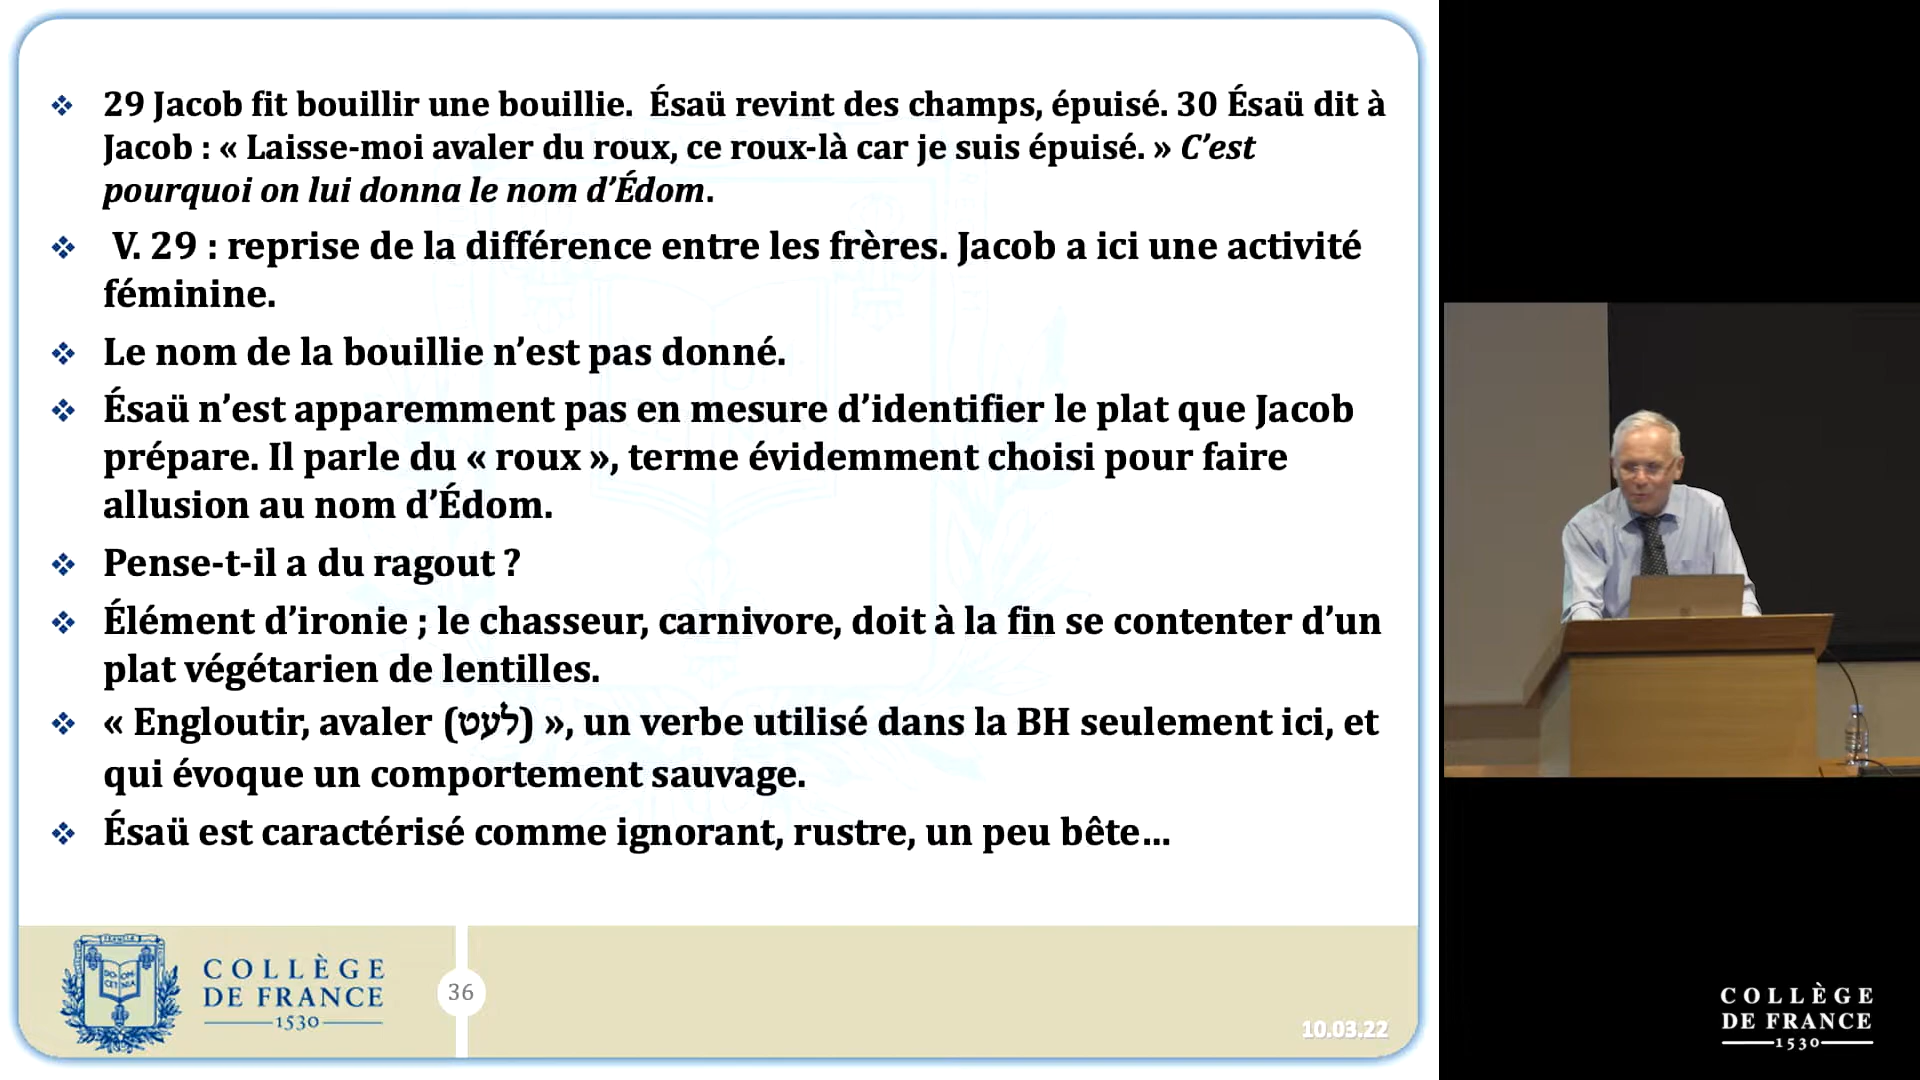 29 Jacob fit bouillir une bouillie. Ésaü revint des champs, épuisé. 30 Ésaü dit à
Jacob : « Laisse-moi avaler du roux, ce roux-là car je suis épuisé. » C’est
pourquoi on lui donna le nom d’Édom.
V. 29 : reprise de la différence entre les frères. Jacob a ici une activité
féminine.
Le nom de la bouillie n’est pas donné.
Ésaü n’est apparemment pas en mesure d’identifier le plat que Jacob
prépare. Il parle du « roux », terme évidemment choisi pour faire
allusion au nom d’Édom.
Pense-t-il a du ragout ?
Élément d’ironie ; le chasseur, carnivore, doit à la fin se contenter d’un
plat végétarien de lentilles.
« Engloutir, avaler (לעט) », un verbe utilisé dans la BH seulement ici, et
qui évoque un comportement sauvage.
Ésaü est caractérisé comme ignorant, rustre, un peu bête…
COLLÈGE
DE FRANCE
1530
36
10.03.22
COLLÈGE
DE FRANCE
1530